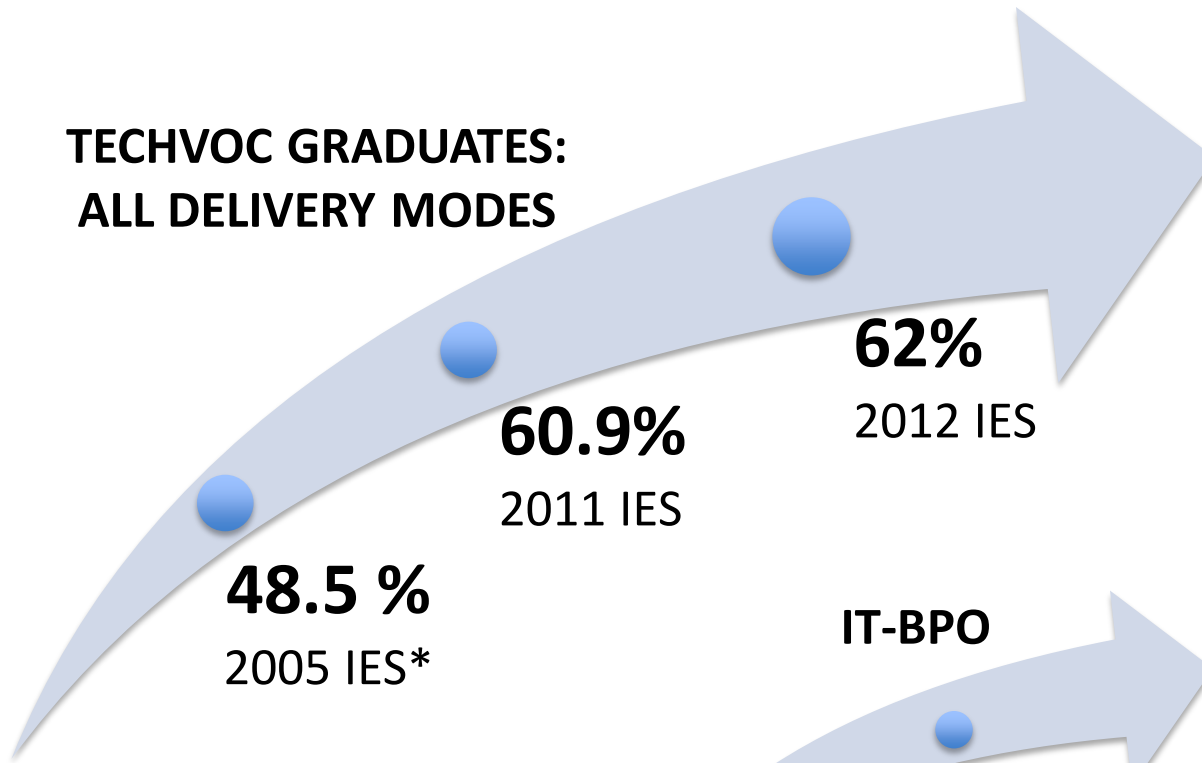 TECHVOC GRADUATES:
ALL DELIVERY MODES
62%
2012 IES
60.9%
2011 IES
48.5 %
2005 IES*
IT-BPO